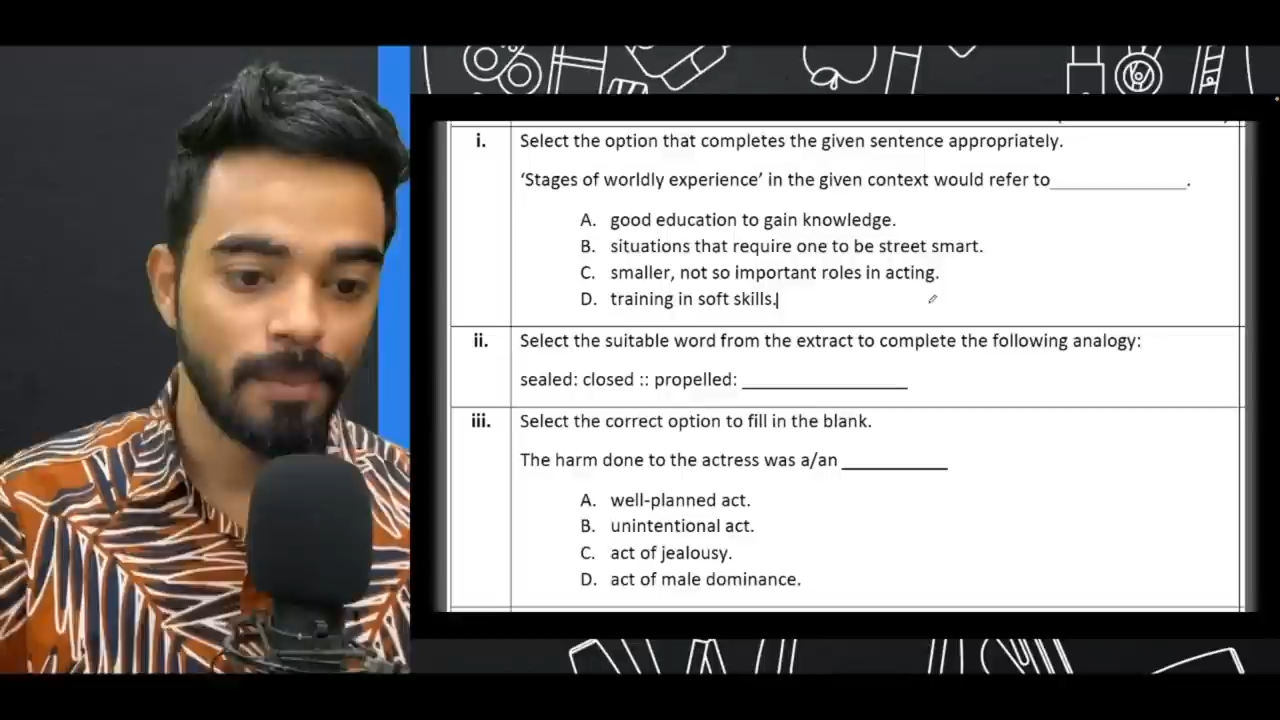 i.
Select the option that completes the given sentence appropriately.
‘Stages of worldly experience’ in the given context would refer to______________.
A. good education to gain knowledge.
B. situations that require one to be street smart.
C. smaller, not so important roles in acting.
D. training in soft skills.
ii.
Select the suitable word from the extract to complete the following analogy:
sealed: closed :: propelled: _________________
iii.
Select the correct option to fill in the blank.
The harm done to the actress was a/an ___________
A. well-planned act.
B. unintentional act.
C. act of jealousy.
D. act of male dominance.